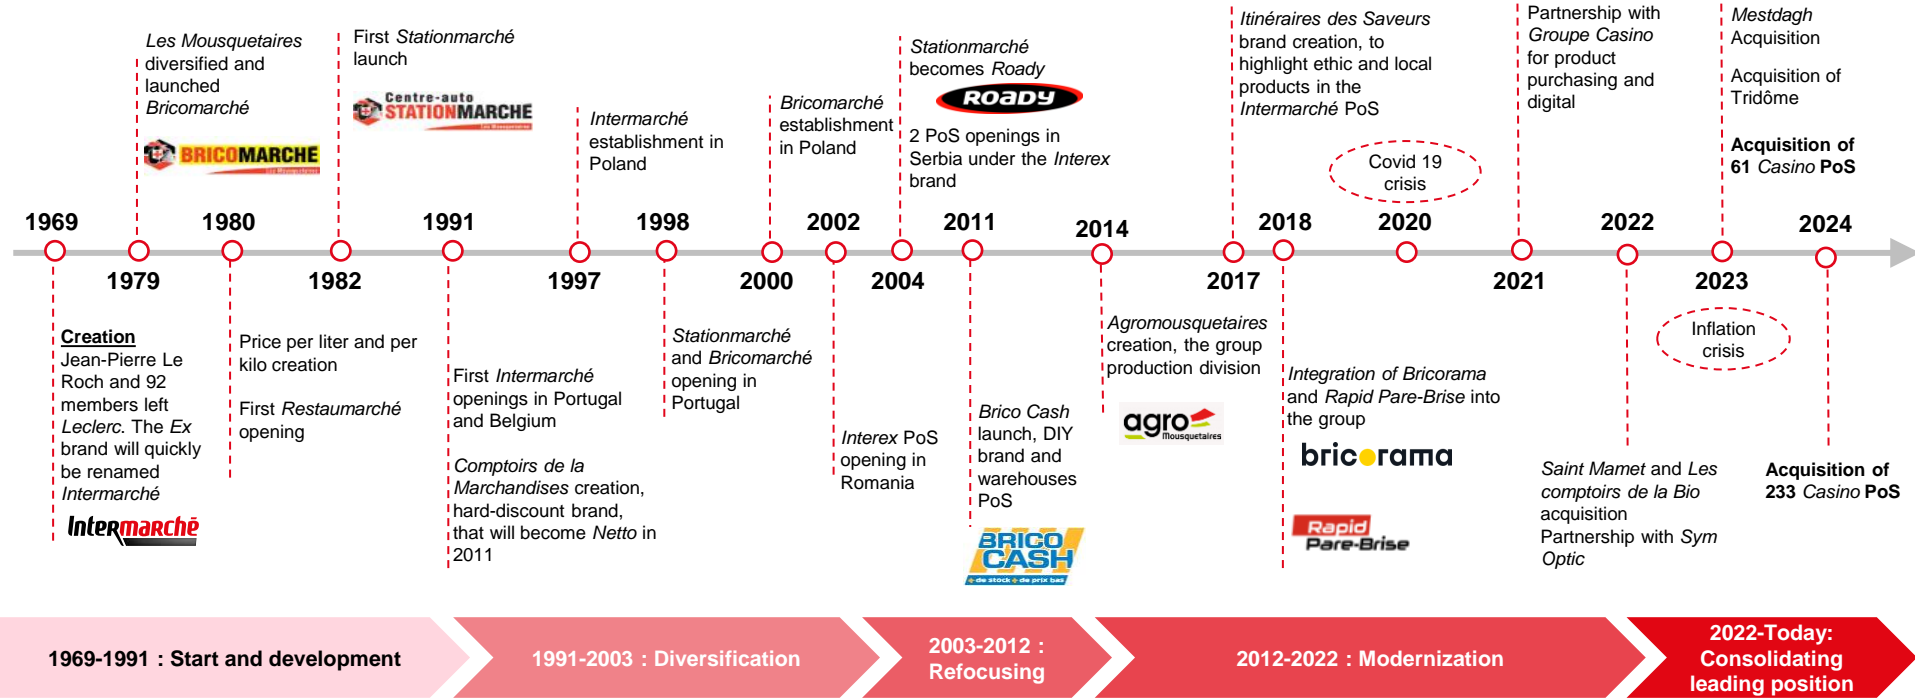 Les Mousquetaires
diversified and
launched
Bricomarché
BRICOMARCHE
Les Mousquetaires
First Stationmarché
launch
Centre-auto
STATIONMARCHE
Les Mousquetaires
Intermarché
establishment in
Poland
Bricomarché
establishment
in Poland
Stationmarché
becomes Roady
ROADY
2 PoS openings in
Serbia under the Interex
brand
Itinéraires des Saveurs
brand creation, to
highlight ethic and local
products in the
Intermarché PoS
Covid 19
crisis
Partnership with
Groupe Casino
for product
purchasing and
digital
Mestdagh
Acquisition
Acquisition of
Tridôme
Acquisition of
61 Casino PoS
1969
1979
1980
1982
1991
1997
1998
2000
2002
2004
2011
2014
2017
2018
2020
2021
2022
2023
2024
Creation
Jean-Pierre Le
Roch and 92
members left
Leclerc. The Ex
brand will quickly
be renamed
Intermarché
Intermarchē
Price per liter and per
kilo creation
First Restaumarché
opening
First Intermarché
openings in Portugal
and Belgium
Comptoirs de la
Marchandises creation,
hard-discount brand,
that will become Netto in
2011
Stationmarché
and Bricomarché
opening in
Portugal
Interex PoS
opening in
Romania
Brico Cash
launch, DIY
brand and
warehouses
PoS
BRICO
CASH
+ de stock + de prix bas
Agromousquetaires
creation, the group
production division
agro
Mousquetaires
Integration of Bricorama
and Rapid Pare-Brise into
the group
bricorama
Rapid
Pare-Brise
Saint Mamet and Les
comptoirs de la Bio
acquisition
Partnership with Sym
Optic
Inflation
crisis
Acquisition of
233 Casino PoS
1969-1991 : Start and development
1991-2003 : Diversification
2003-2012 :
Refocusing
2012-2022 : Modernization
2022-Today:
Consolidating
leading position